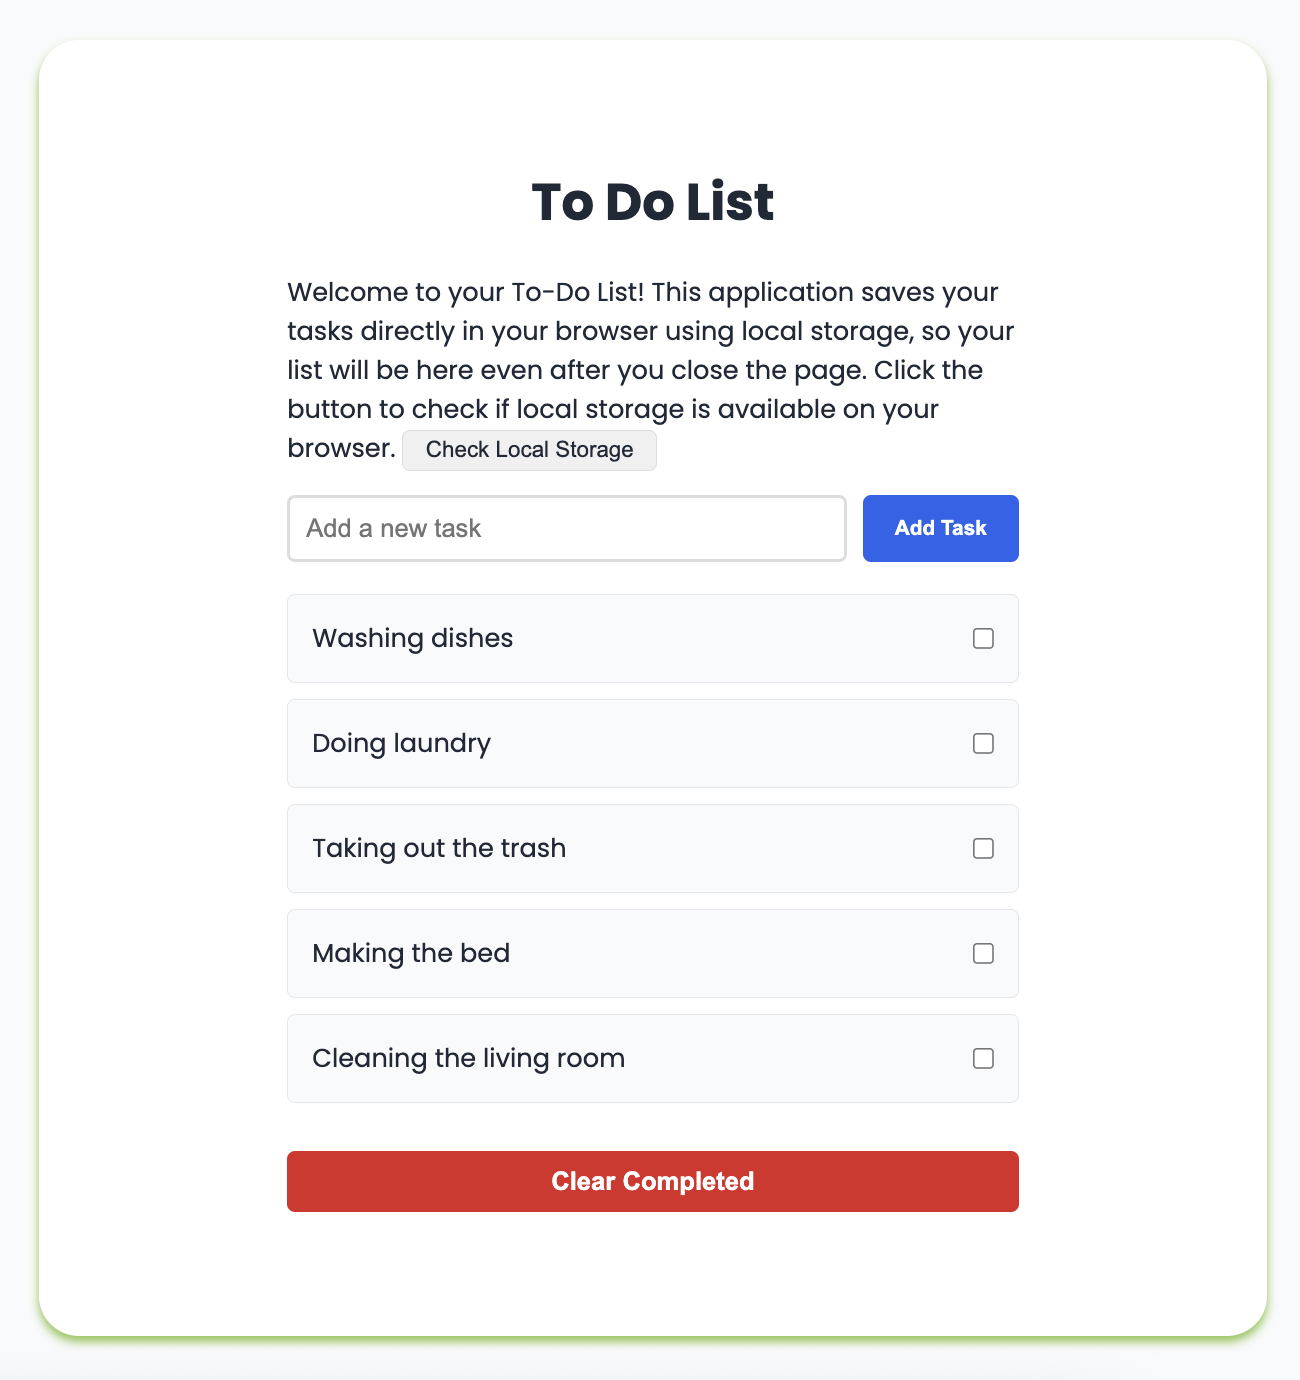 To Do List
Welcome to your To-Do List! This application saves your
tasks directly in your browser using local storage, so your
list will be here even after you close the page. Click the
button to check if local storage is available on your
browser. Check Local Storage
Add a new task Add Task
Washing dishes
Doing laundry
Taking out the trash
Making the bed
Cleaning the living room
Clear Completed